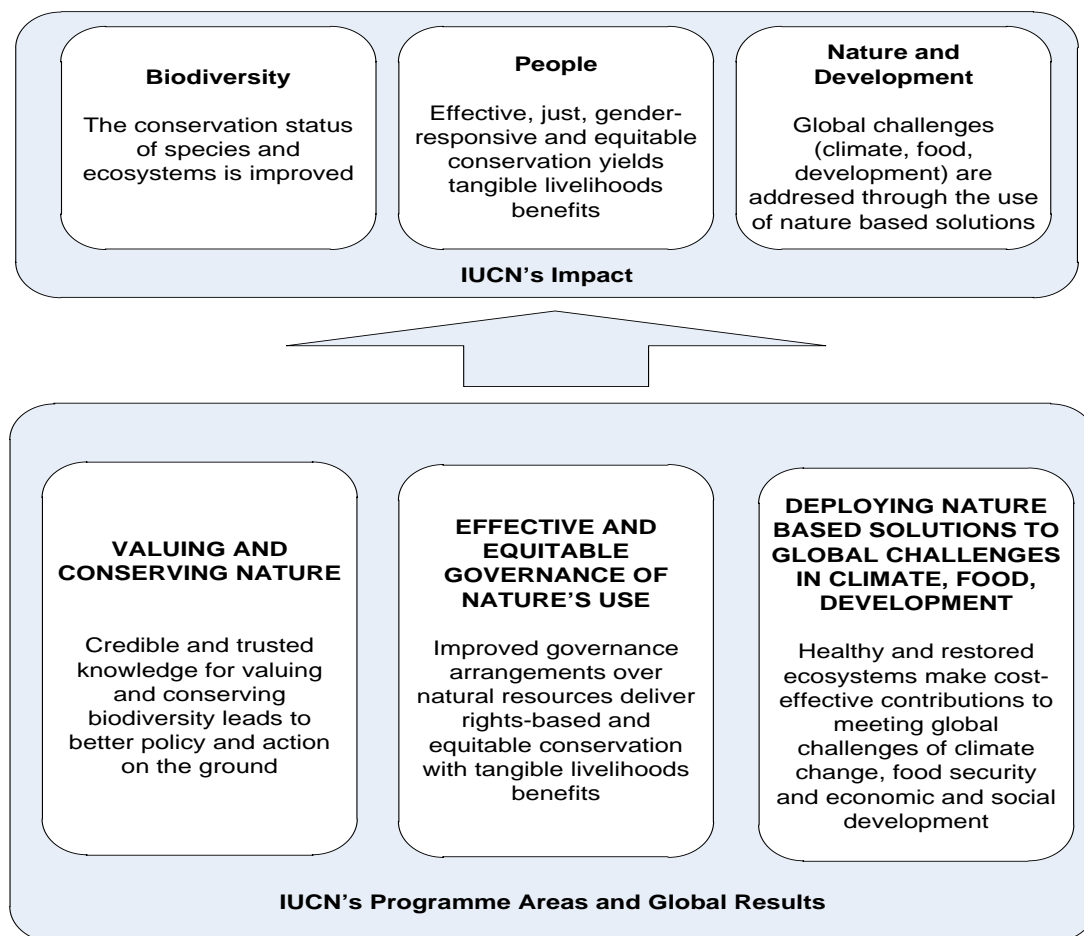 Biodiversity
The conservation status
of species and
ecosystems is improved
People
Effective, just, gender-
responsive and equitable
conservation yields
tangible livelihoods
benefits
Nature and
Development
Global challenges
(climate, food,
development) are
addresed through the use
of nature based solutions
IUCN's Impact
VALUING AND
CONSERVING NATURE
Credible and trusted
knowledge for valuing
and conserving
biodiversity leads to
better policy and action
on the ground
EFFECTIVE AND
EQUITABLE
GOVERNANCE OF
NATURE'S USE
Improved governance
arrangements over
natural resources deliver
rights-based and
equitable conservation
with tangible livelihoods
benefits
DEPLOYING NATURE
BASED SOLUTIONS TO
GLOBAL CHALLENGES
IN CLIMATE, FOOD,
DEVELOPMENT
Healthy and restored
ecosystems make cost-
effective contributions to
meeting global
challenges of climate
change, food security
and economic and social
development
IUCN's Programme Areas and Global Results